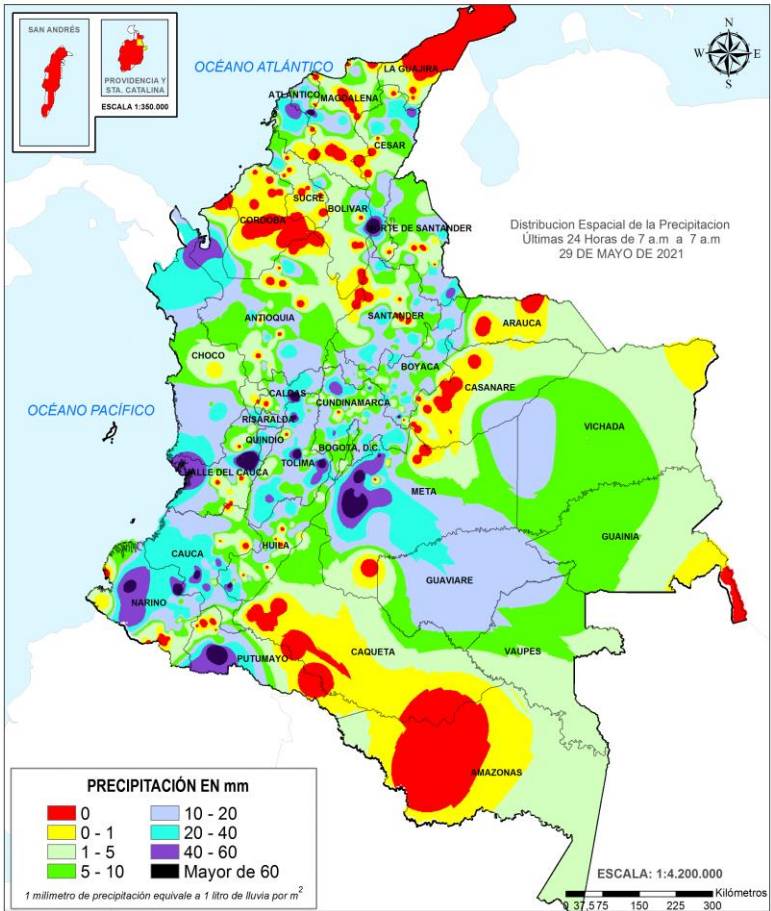 SAN ANDRÉS
PROVIDENCIA Y
STA. CATALINA
ESCALA 1:350.000
N
W E
S
OCÉANO ATLÁNTICO
LA GUAJIRA
ATLÁNTICO
MAGDALENA
CESAR
SUCRE
BOLIVAR
CORDOBA
NORTE DE SANTANDER
Distribucion Espacial de la Precipitacion
Últimas 24 Horas de 7 a.m a 7 a.m
29 DE MAYO DE 2021
ANTIOQUIA
SANTANDER
ARAUCA
CHOCO
BOYACA
CASANARE
CALDAS
CUNDINAMARCA
OCÉANO PACÍFICO
RISARALDA
VICHADA
QUINDIO
BOGOTA, D.C.
TOLIMA
VALLE DEL CAUCA
META
GUAINIA
HUILA
CAUCA
GUAVIARE
NARINO
CAQUETA
VAUPES
PUTUMAYO
AMAZONAS
PRECIPITACIÓN EN mm
0
0 - 1
1 - 5
5 - 10
10 - 20
20 - 40
40 - 60
Mayor de 60
1 milímetro de precipitación equivale a 1 litro de lluvia por m2
ESCALA: 1:4.200.000
0 37,575 150 225 300 Kilómetros